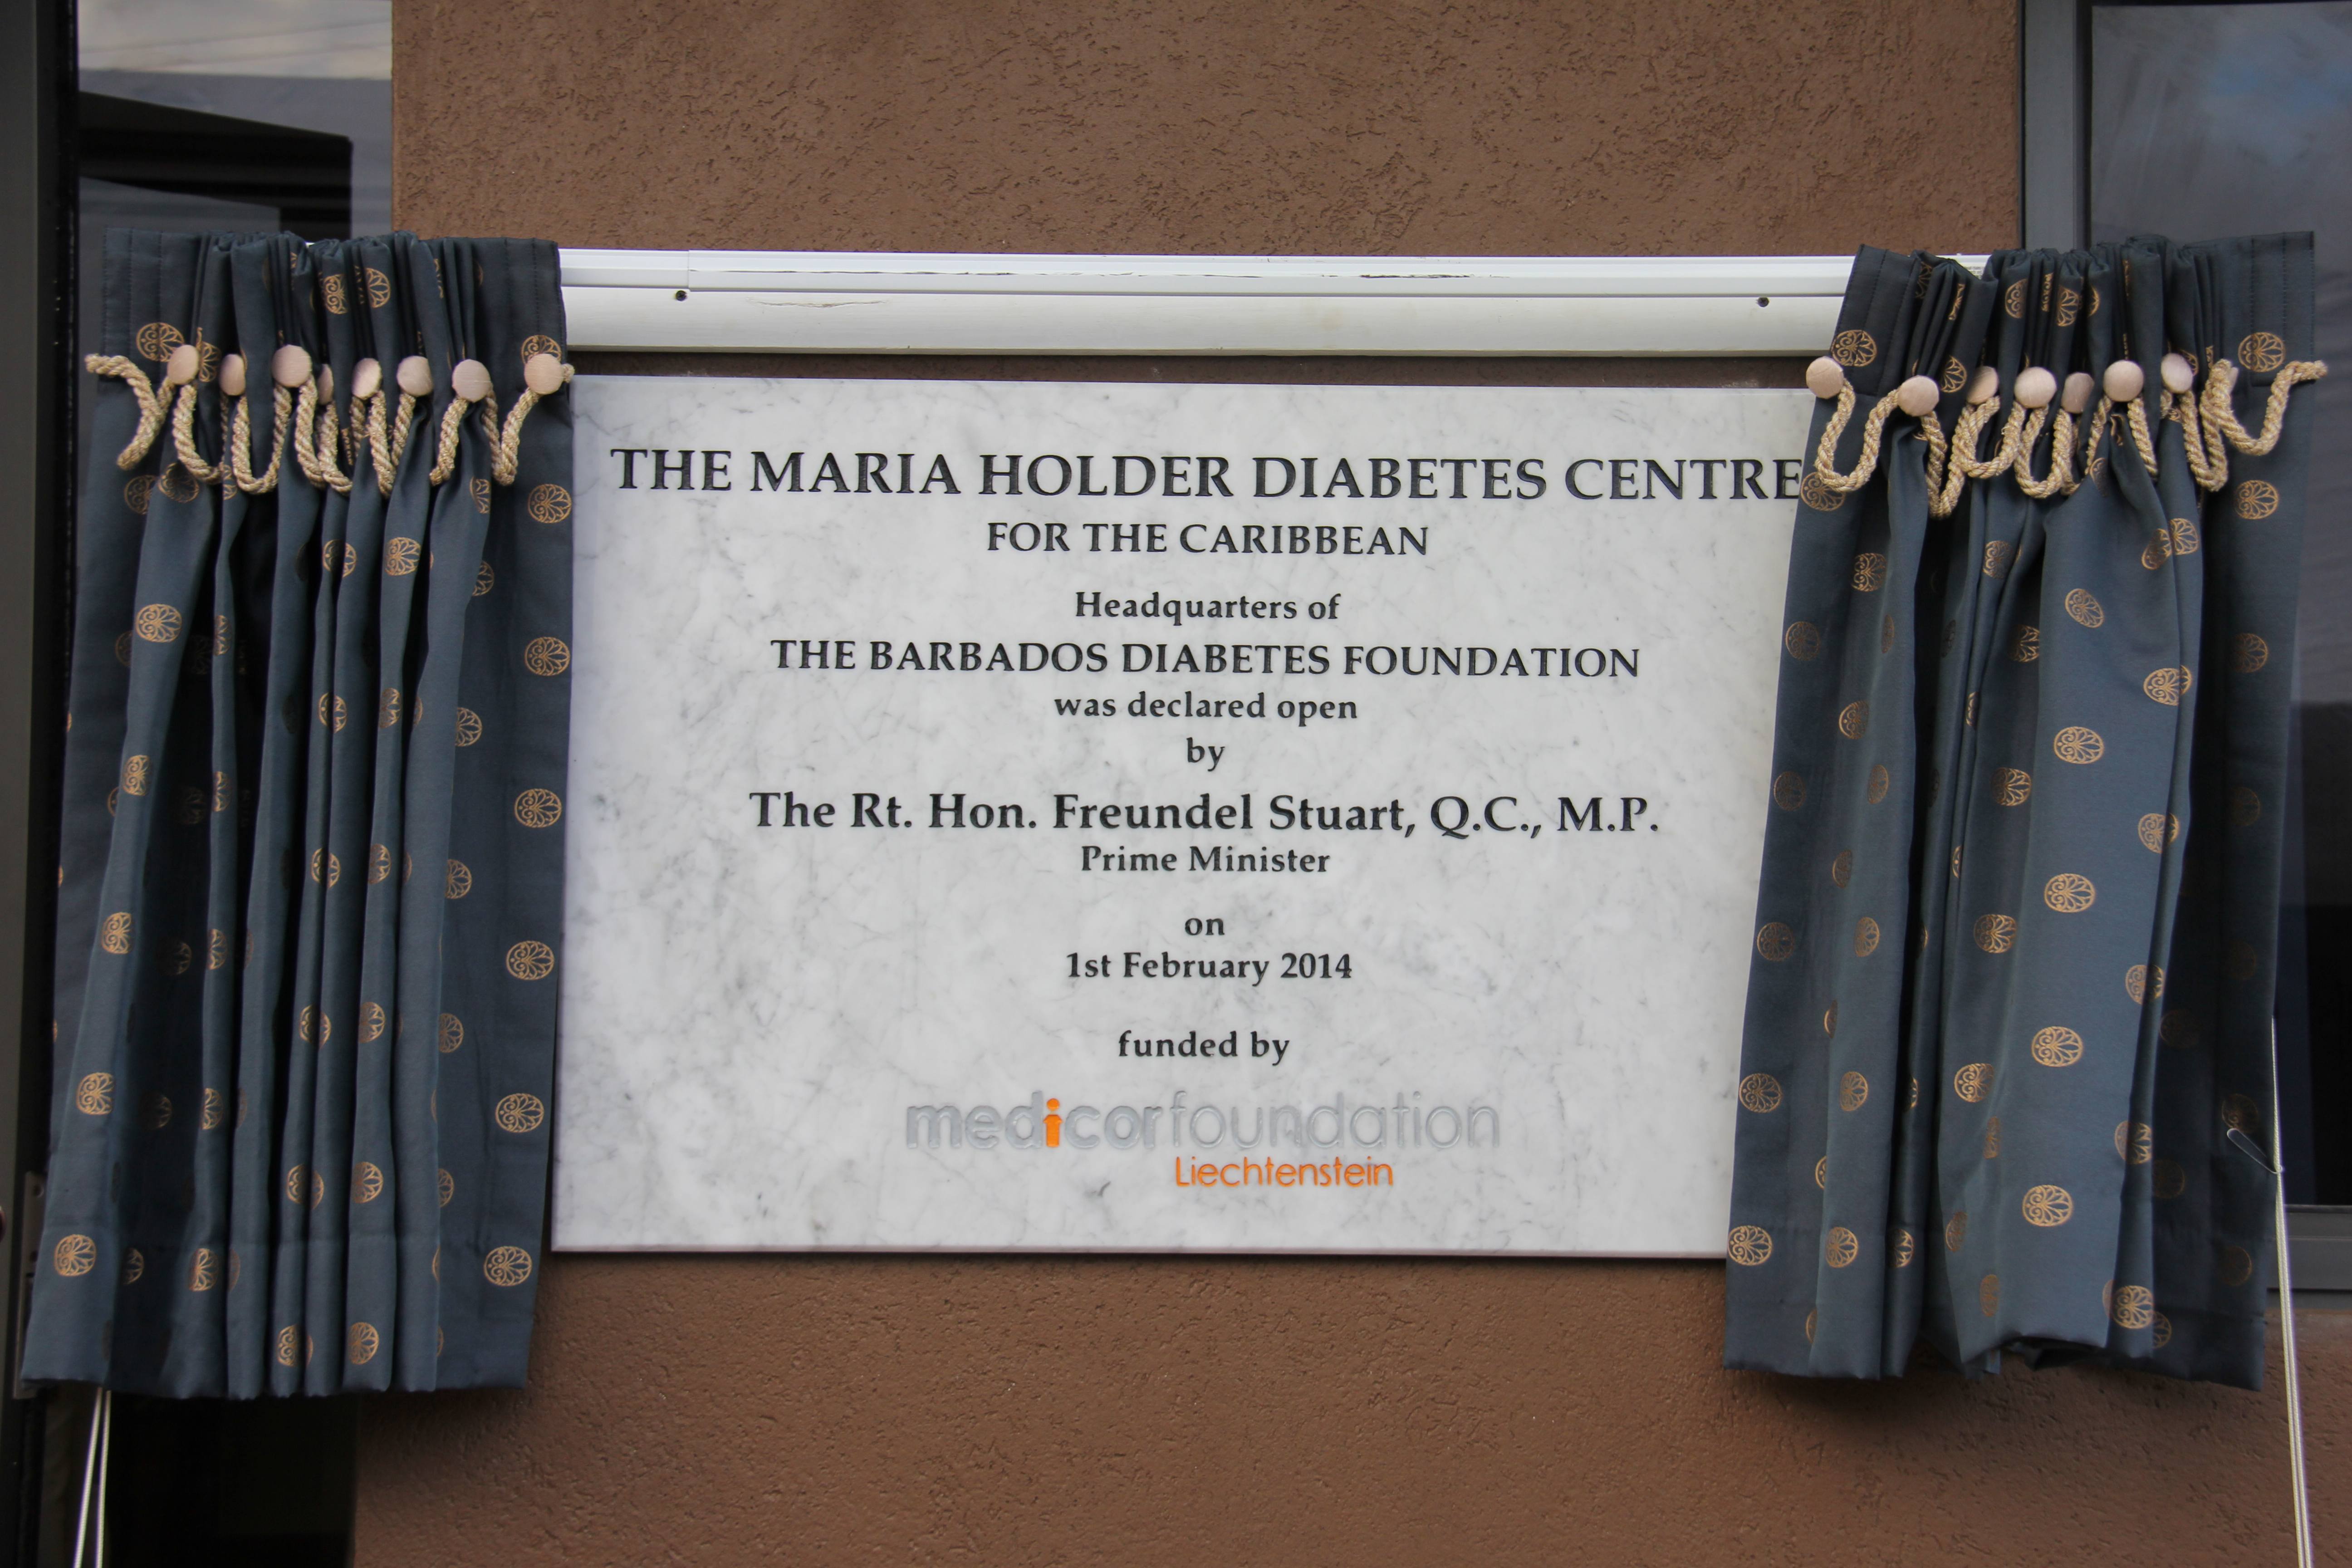 THE MARIA HOLDER DIABETES CENTRE
FOR THE CARIBBEAN
Headquarters of
THE BARBADOS DIABETES FOUNDATION
was declared open
by
The Rt. Hon. Freundel Stuart, Q.C., M.P.
Prime Minister
on
1st February 2014
funded by
medicorfoundation
Liechtenstein